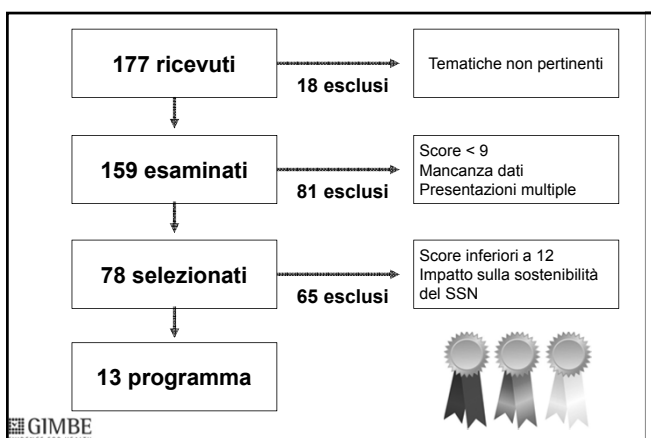 177 ricevuti
18 esclusi
Tematiche non pertinenti
159 esaminati
81 esclusi
Score < 9
Mancanza dati
Presentazioni multiple
78 selezionati
65 esclusi
Score inferiori a 12
Impatto sulla sostenibilità
del SSN
13 programma
GIMBE